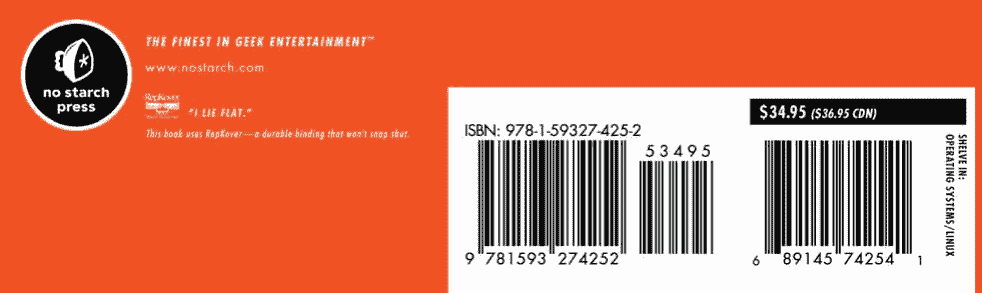 THE FINEST IN GEEK ENTERTAINMENT™
www.nostarch.com
no starch
press
RepKover
"I LIE FLAT."
This book uses RepKover — a durable binding that won't snap shut.
$34.95 ($36.95 CDN)
ISBN: 978-1-59327-425-2
53495
9 781593 274252
6 89145 74254 1
SHELVE IN:
OPERATING SYSTEMS/LINUX